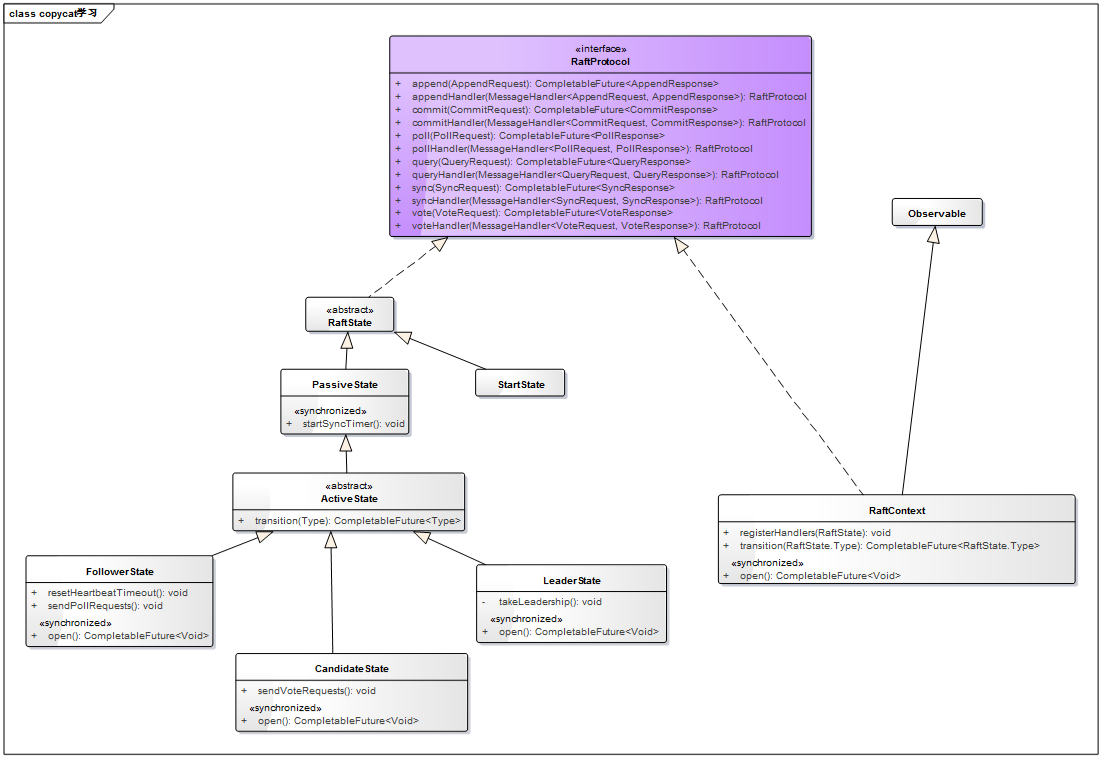 class copycat学习
«interface»
RaftProtocol
+ append(AppendRequest): CompletableFuture<AppendResponse>
+ appendHandler(MessageHandler<AppendRequest, AppendResponse>): RaftProtocol
+ commit(CommitRequest): CompletableFuture<CommitResponse>
+ commitHandler(MessageHandler<CommitRequest, CommitResponse>): RaftProtocol
+ poll(PollRequest): CompletableFuture<PollResponse>
+ pollHandler(MessageHandler<PollRequest, PollResponse>): RaftProtocol
+ query(QueryRequest): CompletableFuture<QueryResponse>
+ queryHandler(MessageHandler<QueryRequest, QueryResponse>): RaftProtocol
+ sync(SyncRequest): CompletableFuture<SyncResponse>
+ syncHandler(MessageHandler<SyncRequest, SyncResponse>): RaftProtocol
+ vote(VoteRequest): CompletableFuture<VoteResponse>
+ voteHandler(MessageHandler<VoteRequest, VoteResponse>): RaftProtocol
Observable
«abstract»
RaftState
PassiveState
«synchronized»
+ startSyncTimer(): void
StartState
«abstract»
ActiveState
+ transition(Type): CompletableFuture<Type>
RaftContext
+ registerHandlers(RaftState): void
+ transition(RaftState.Type): CompletableFuture<RaftState.Type>
«synchronized»
+ open(): CompletableFuture<Void>
FollowerState
+ resetHeartbeatTimeout(): void
+ sendPollRequests(): void
«synchronized»
+ open(): CompletableFuture<Void>
LeaderState
- takeLeadership(): void
«synchronized»
+ open(): CompletableFuture<Void>
CandidateState
+ sendVoteRequests(): void
«synchronized»
+ open(): CompletableFuture<Void>